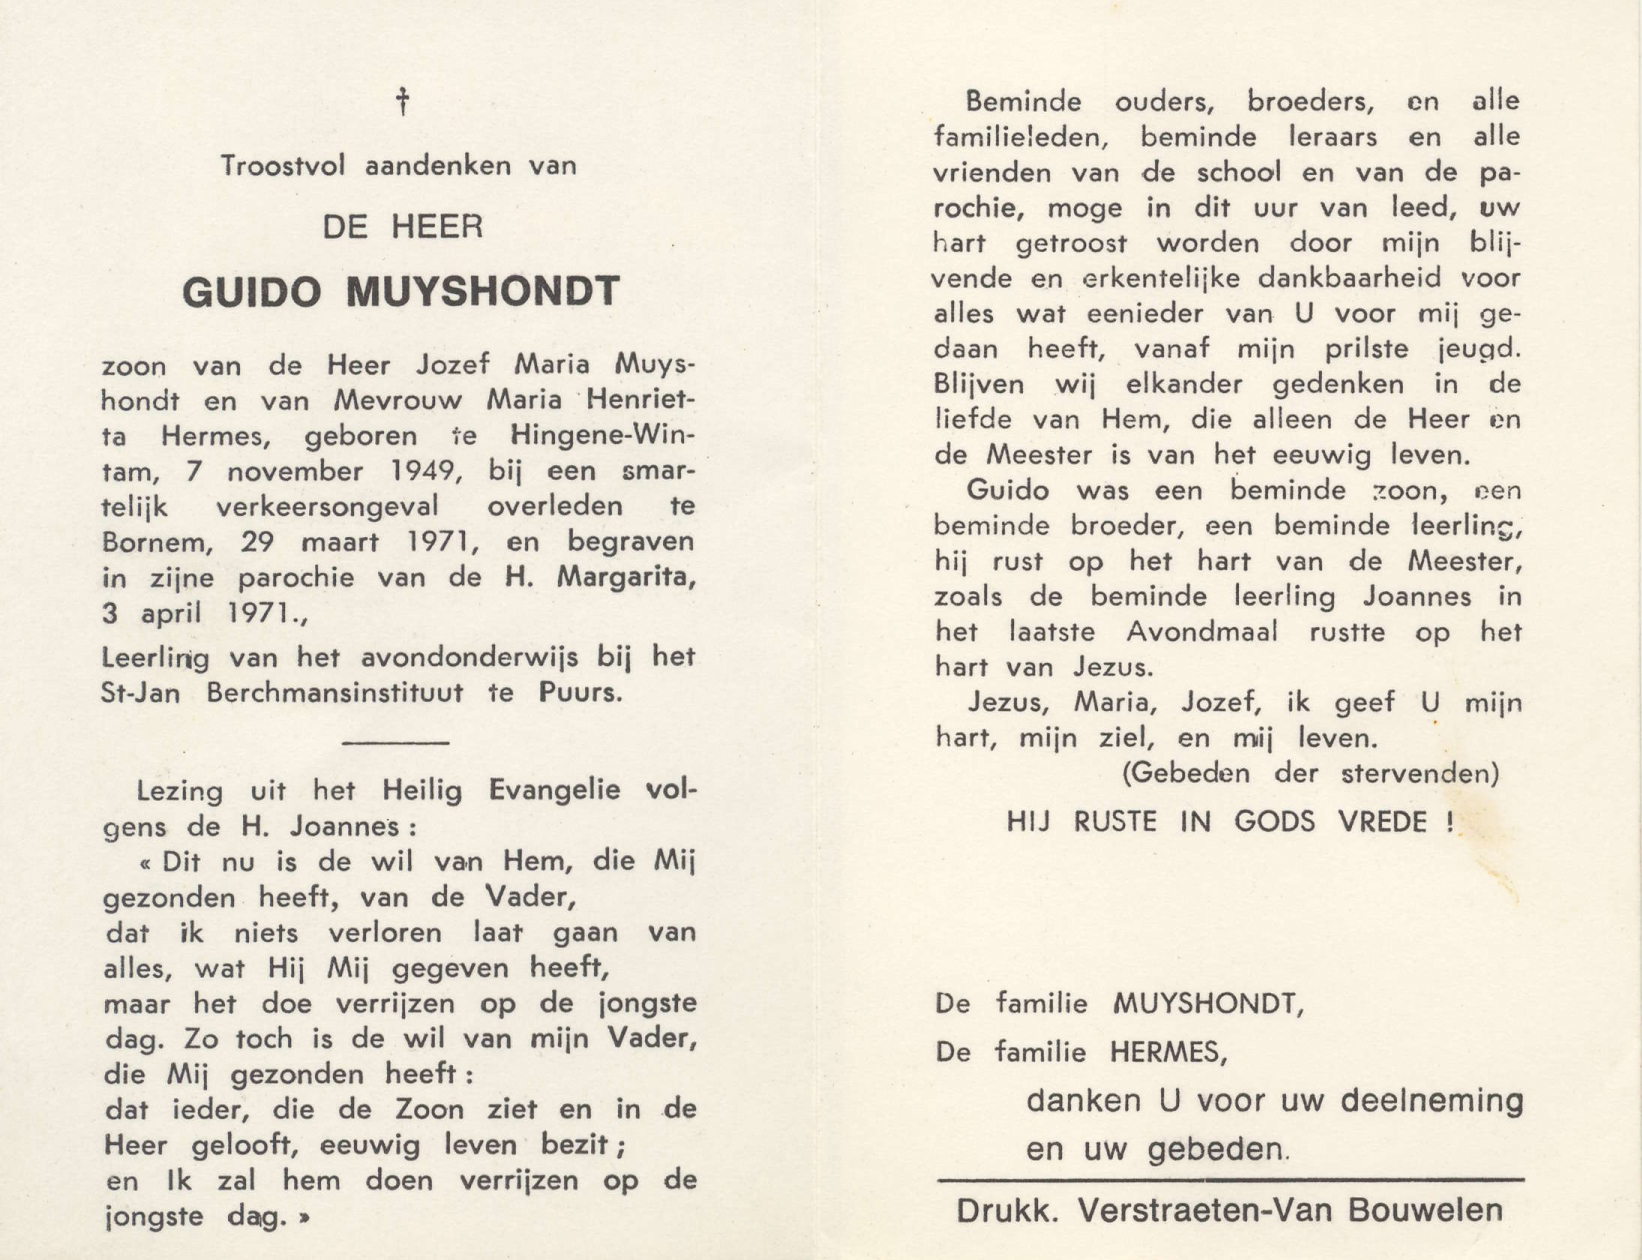 †
Troostvol aandenken van
DE HEER
GUIDO MUYSHONDT
zoon van de Heer Jozef Maria Muys-
hondt en van Mevrouw Maria Henriet-
ta Hermes, geboren te Hingene-Win-
tam, 7 november 1949, bij een smar-
telijk verkeersongeval overleden te
Bornem, 29 maart 1971, en begraven
in zijne parochie van de H. Margarita,
3 april 1971.,
Leerling van het avondonderwijs bij het
St-Jan Berchmansinstituut te Puurs.
Lezing uit het Heilig Evangelie vol-
gens de H. Joannes :
« Dit nu is de wil van Hem, die Mij
gezonden heeft, van de Vader,
dat ik niets verloren laat gaan van
alles, wat Hij Mij gegeven heeft,
maar het doe verrijzen op de jongste
dag. Zo toch is de wil van mijn Vader,
die Mij gezonden heeft :
dat ieder, die de Zoon ziet en in de
Heer gelooft, eeuwig leven bezit ;
en Ik zal hem doen verrijzen op de
jongste dag. »
Beminde ouders, broeders, en alle
familieleden, beminde leraars en alle
vrienden van de school en van de pa-
rochie, moge in dit uur van leed, uw
hart getroost worden door mijn blij-
vende en erkentelijke dankbaarheid voor
alles wat eenieder van U voor mij ge-
daan heeft, vanaf mijn prilste jeugd.
Blijven wij elkander gedenken in de
liefde van Hem, die alleen de Heer en
de Meester is van het eeuwig leven.
Guido was een beminde zoon, een
beminde broeder, een beminde leerling,
hij rust op het hart van de Meester,
zoals de beminde leerling Joannes in
het laatste Avondmaal rustte op het
hart van Jezus.
Jezus, Maria, Jozef, ik geef U mijn
hart, mijn ziel, en mij leven.
(Gebeden der stervenden)
HIJ RUSTE IN GODS VREDE !
De familie MUYSHONDT,
De familie HERMES,
danken U voor uw deelneming
en uw gebeden.
Drukk. Verstraeten-Van Bouwelen